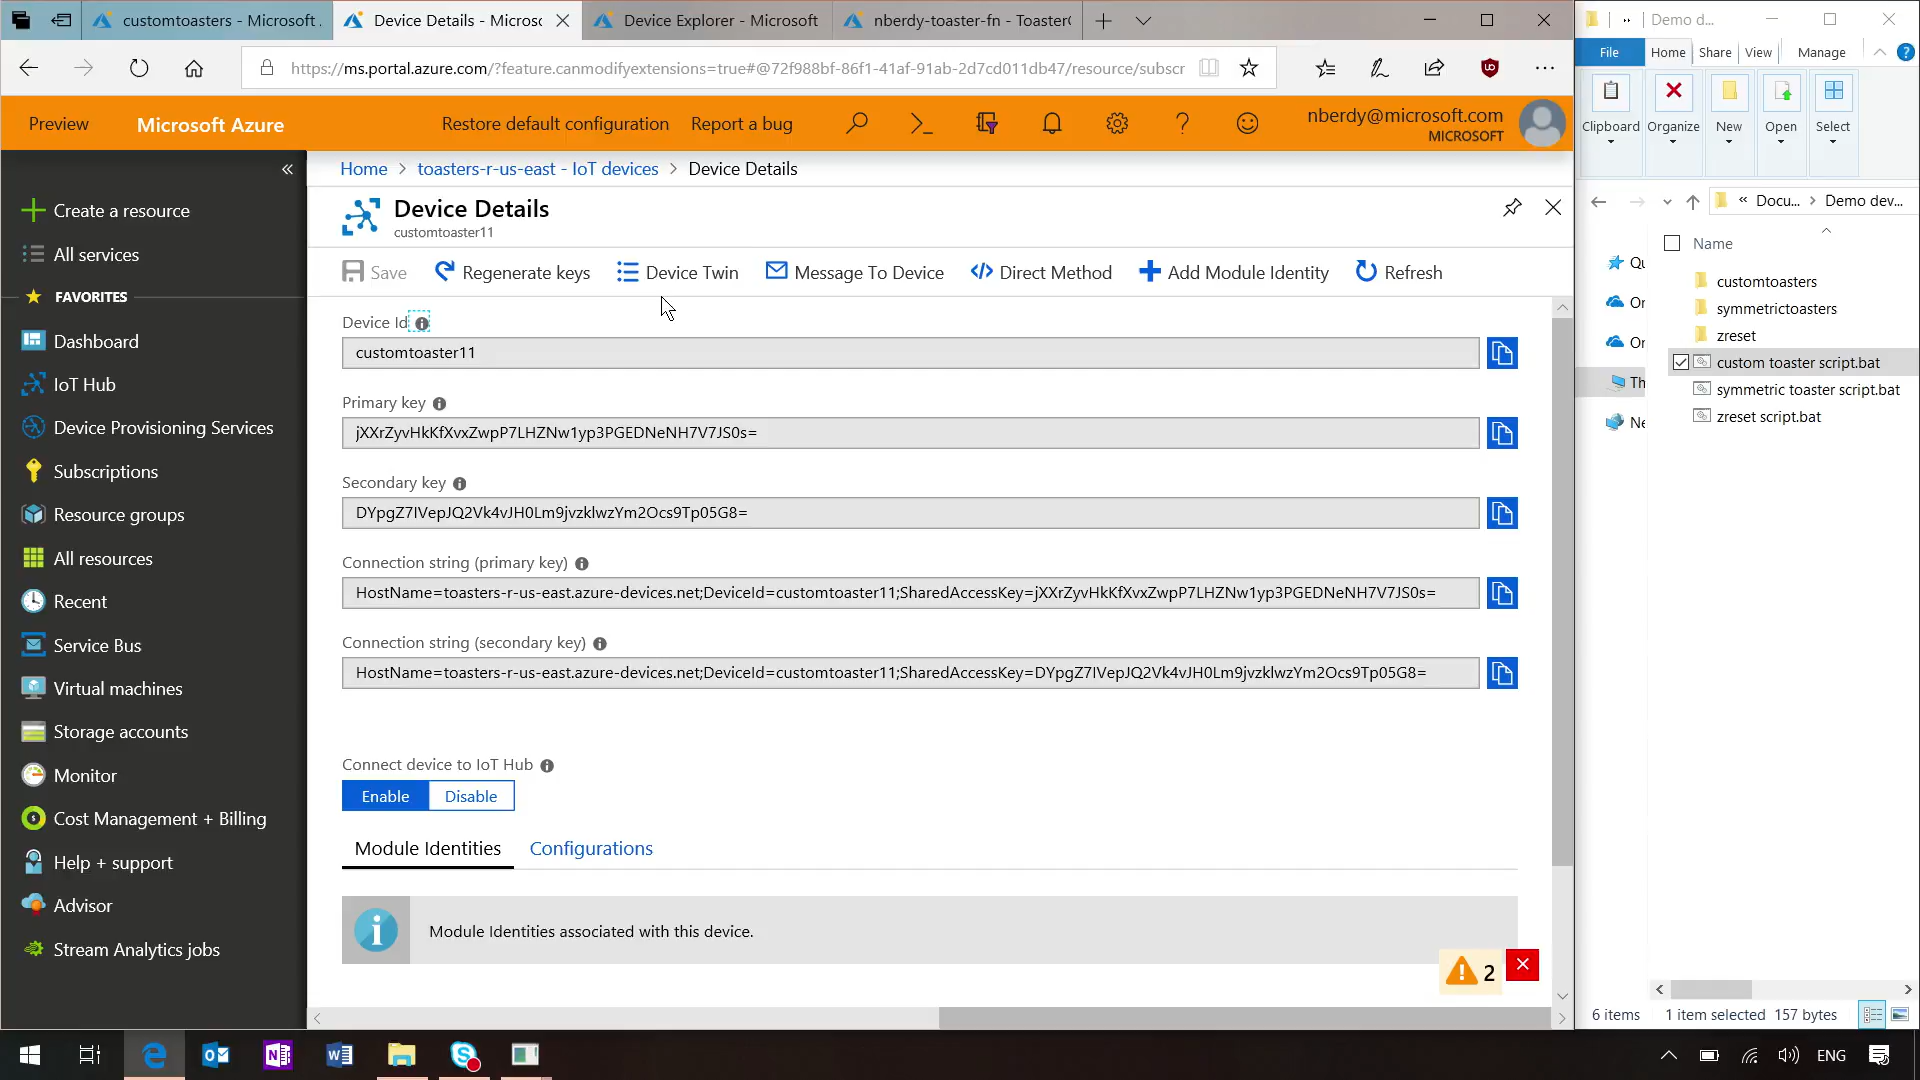 customtoasters - Microsoft
Device Details - Microsc
Device Explorer - Microsoft
nberdy-toaster-fn - Toaster
https://ms.portal.azure.com/?feature.canmodifyextensions=true#@72f988bf-86f1-41af-91ab-2d7cd011db47/resource/subscr
Preview
Microsoft Azure
Restore default configuration
Report a bug
nberdy@microsoft.com
MICROSOFT
Create a resource
All services
FAVORITES
Dashboard
IoT Hub
Device Provisioning Services
Subscriptions
Resource groups
All resources
Recent
Service Bus
Virtual machines
Storage accounts
Monitor
Cost Management + Billing
Help + support
Advisor
Stream Analytics jobs
Home > toasters-r-us-east - IoT devices > Device Details
Device Details
customtoaster11
Save
Regenerate keys
Device Twin
Message To Device
Direct Method
Add Module Identity
Refresh
Device Id
customtoaster11
Primary key
jXXrZyvHkKfXvxZwpP7LHZNw1yp3PGEDNeNH7V7JS0s=
Secondary key
DYpgZ7IVepJQ2Vk4vJH0Lm9jvzklwzYm2Ocs9Tp05G8=
Connection string (primary key)
HostName=toasters-r-us-east.azure-devices.net;DeviceId=customtoaster11;SharedAccessKey=jXXrZyvHkKfXvxZwpP7LHZNw1yp3PGEDNeNH7V7JS0s=
Connection string (secondary key)
HostName=toasters-r-us-east.azure-devices.net;DeviceId=customtoaster11;SharedAccessKey=DYpgZ7IVepJQ2Vk4vJH0Lm9jvzklwzYm2Ocs9Tp05G8=
Connect device to IoT Hub
Enable
Disable
Module Identities
Configurations
Module Identities associated with this device.
2
Demo d...
File
Home
Share
View
Manage
Clipboard
Organize
New
Open
Select
« Docu... > Demo dev...
Name
Qu
Or
Or
Th
Ne
customtoasters
symmetrictoasters
zreset
custom toaster script.bat
symmetric toaster script.bat
zreset script.bat
6 items
1 item selected 157 bytes
ENG